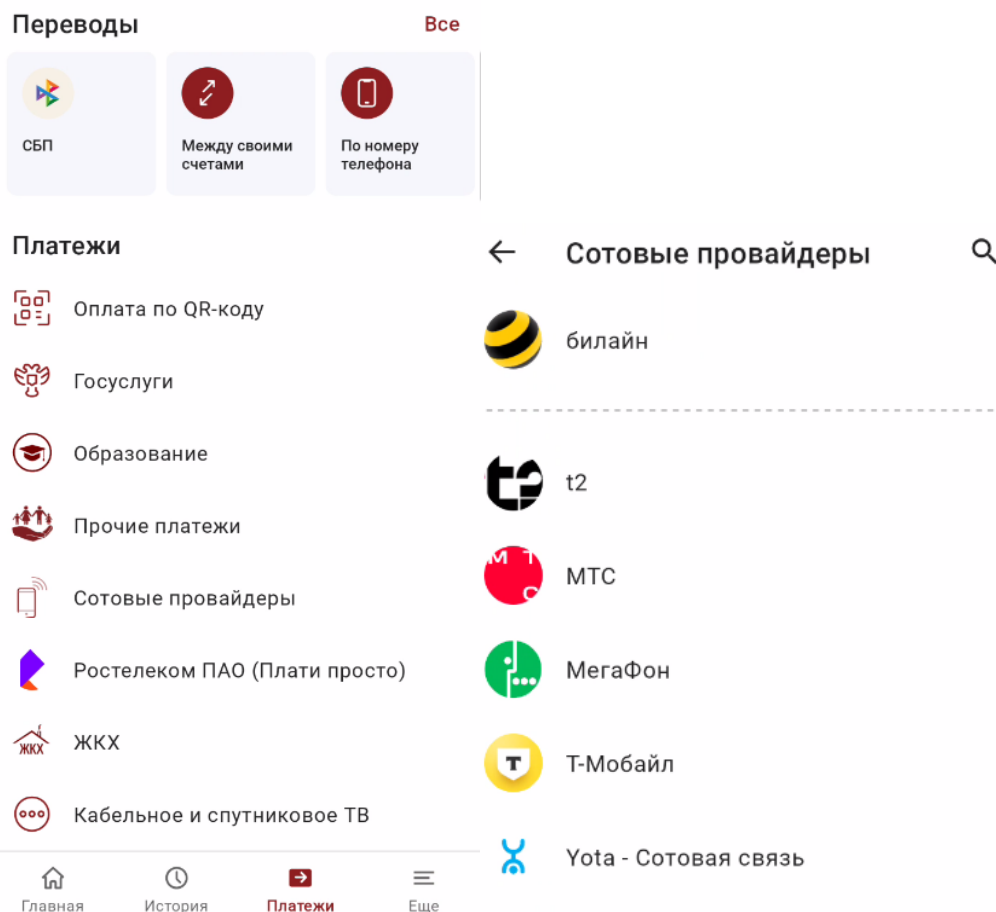 Переводы
Все
СБП
Между своими
счетами
По номеру
телефона
Платежи
Оплата по QR-коду
Госуслуги
Образование
Прочие платежи
Сотовые провайдеры
Ростелеком ПАО (Плати просто)
ЖКХ
ЖКХ
Кабельное и спутниковое ТВ
Главная
История
Платежи
Еще
Сотовые провайдеры
билайн
t2
t2
М Т
С
МТС
МегаФон
Т
Т-Мобайл
Yota - Сотовая связь